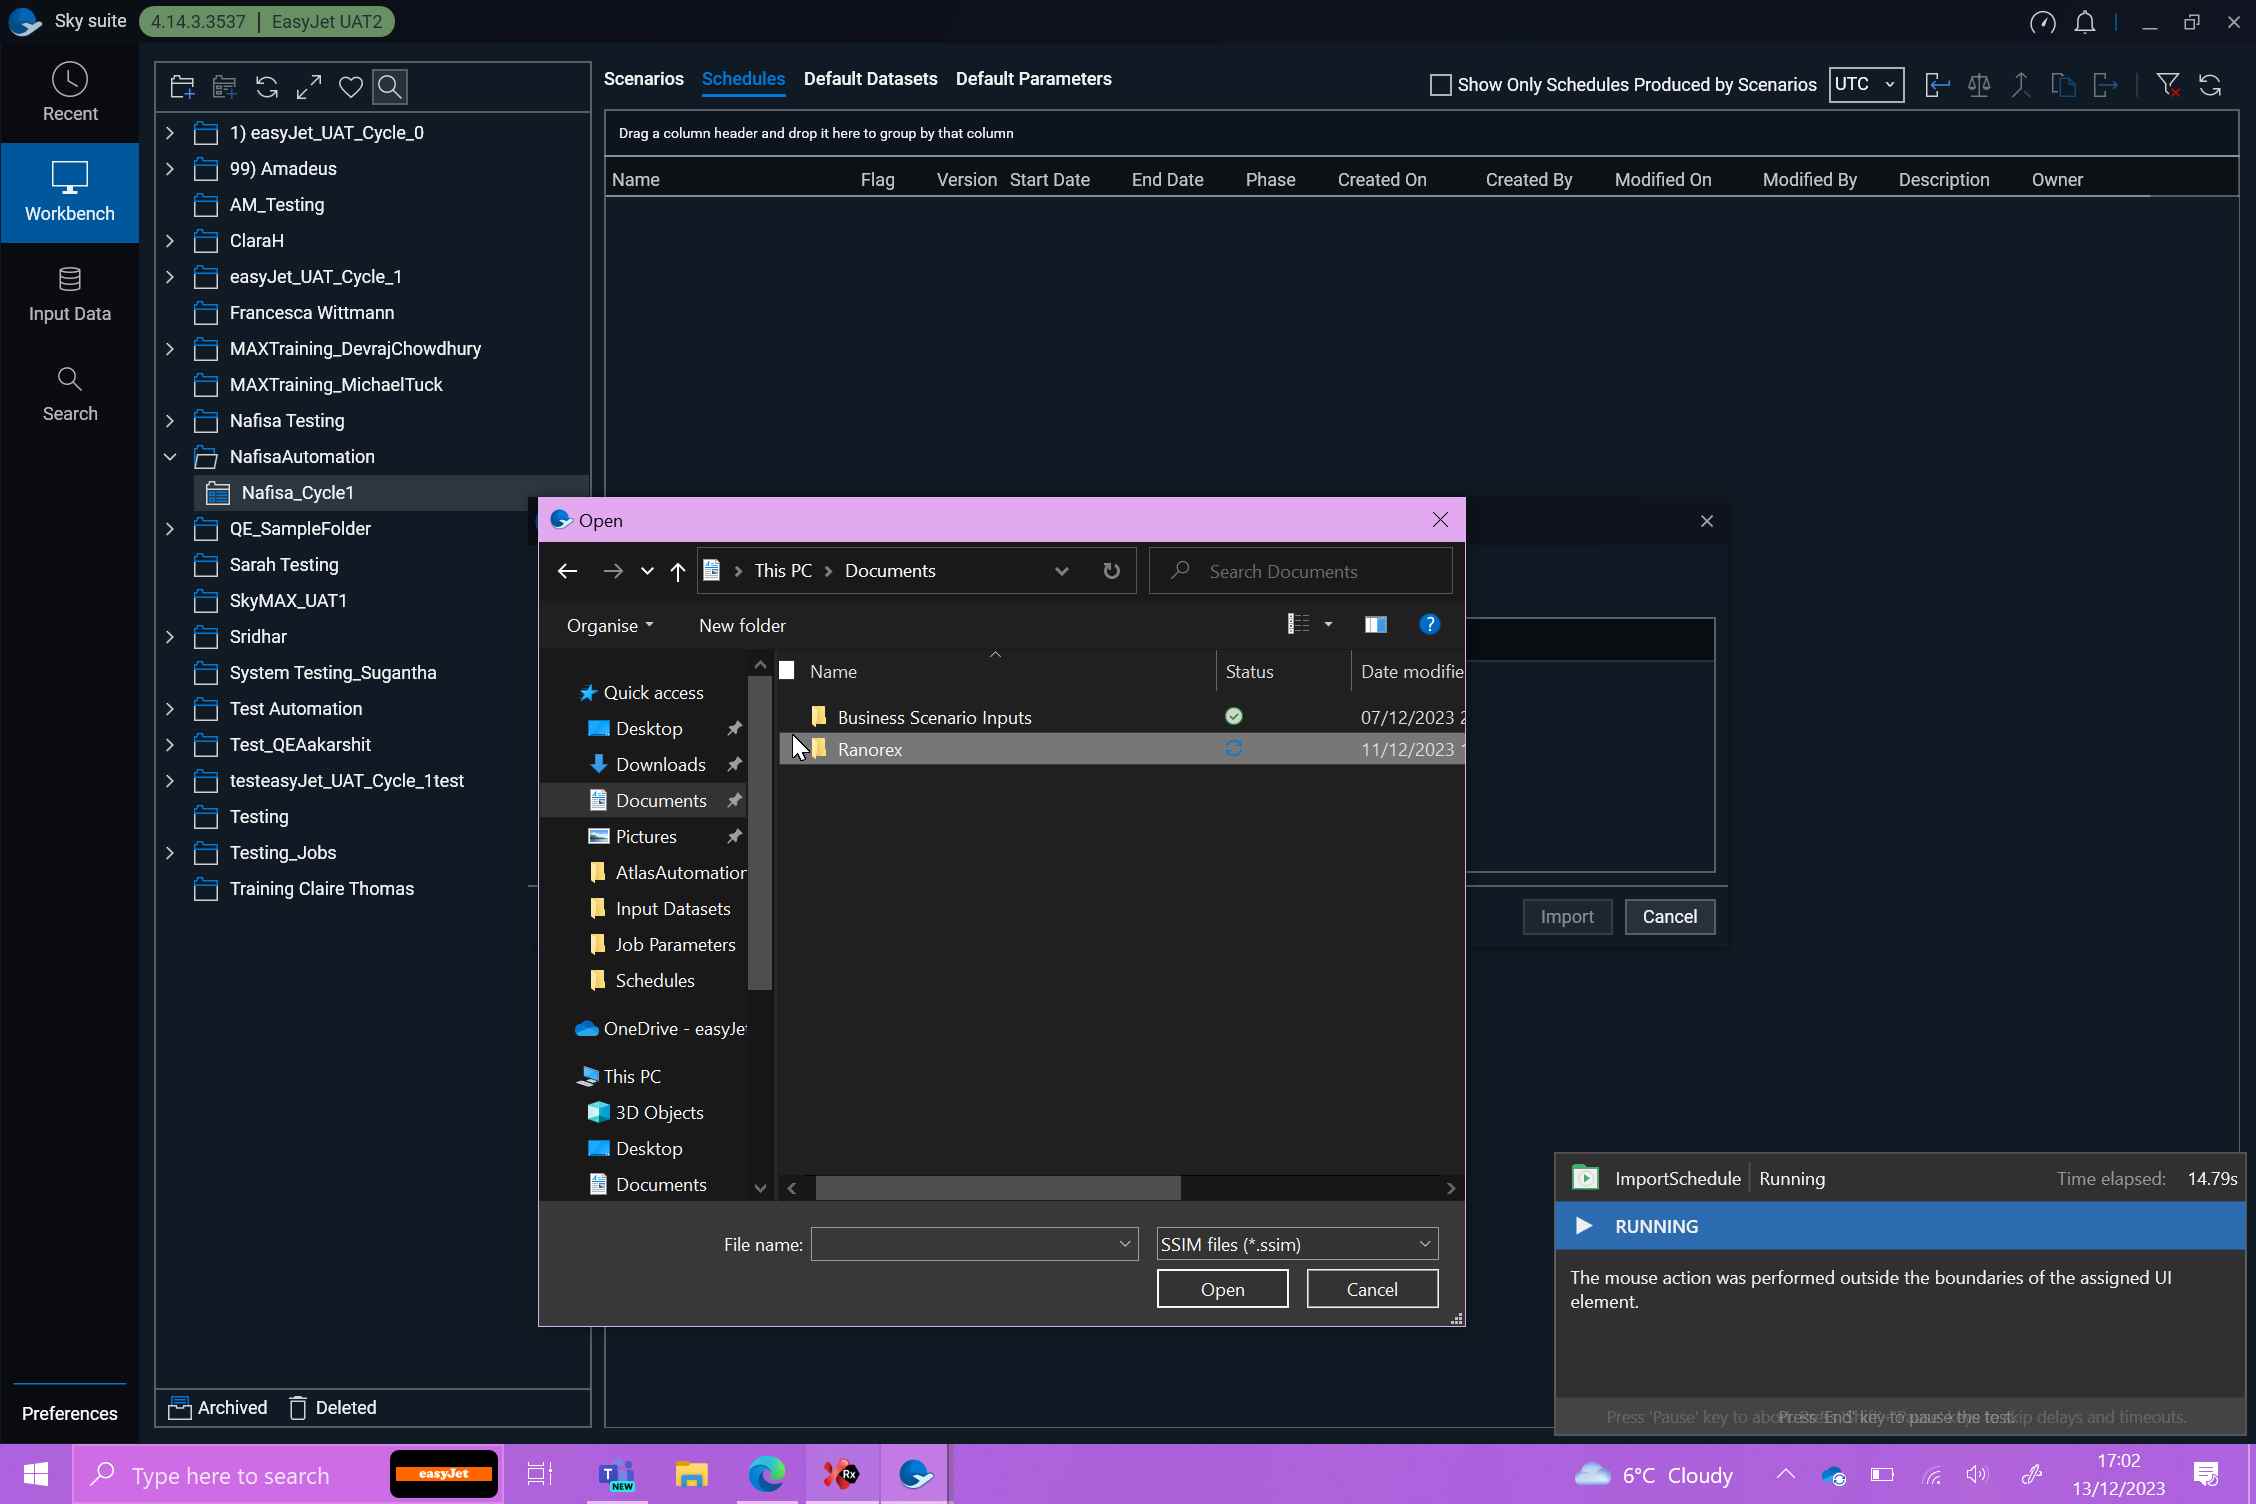 Sky suite
4.14.3.3537 | EasyJet UAT2
Recent
Workbench
Input Data
Search
Preferences
1) easyJet_UAT_Cycle_0
99) Amadeus
AM_Testing
ClaraH
easyJet_UAT_Cycle_1
Francesca Wittmann
MAXTraining_DevrajChowdhury
MAXTraining_MichaelTuck
Nafisa Testing
NafisaAutomation
Nafisa_Cycle1
QE_SampleFolder
Sarah Testing
SkyMAX_UAT1
Sridhar
System Testing_Sugantha
Test Automation
Test_QEAakarshit
testeasyJet_UAT_Cycle_1test
Testing
Testing_Jobs
Training Claire Thomas
Archived Deleted
Scenarios Schedules Default Datasets Default Parameters
Show Only Schedules Produced by Scenarios UTC
Drag a column header and drop it here to group by that column
Name Flag Version Start Date End Date Phase Created On Created By Modified On Modified By Description Owner
Open
This PC > Documents
Search Documents
Organise New folder
Quick access
Desktop
Downloads
Documents
Pictures
AtlasAutomation
Input Datasets
Job Parameters
Schedules
OneDrive - easyJet
This PC
3D Objects
Desktop
Documents
Name Status Date modifie
Business Scenario Inputs 07/12/2023 2
Ranorex 11/12/2023 1
File name: SSIM files (*.ssim)
Open Cancel
Import Cancel
ImportSchedule | Running Time elapsed: 14.79s
RUNNING
The mouse action was performed outside the boundaries of the assigned UI
element.
Type here to search
easyJet
NEW
Rx
6°C Cloudy
17:02
13/12/2023